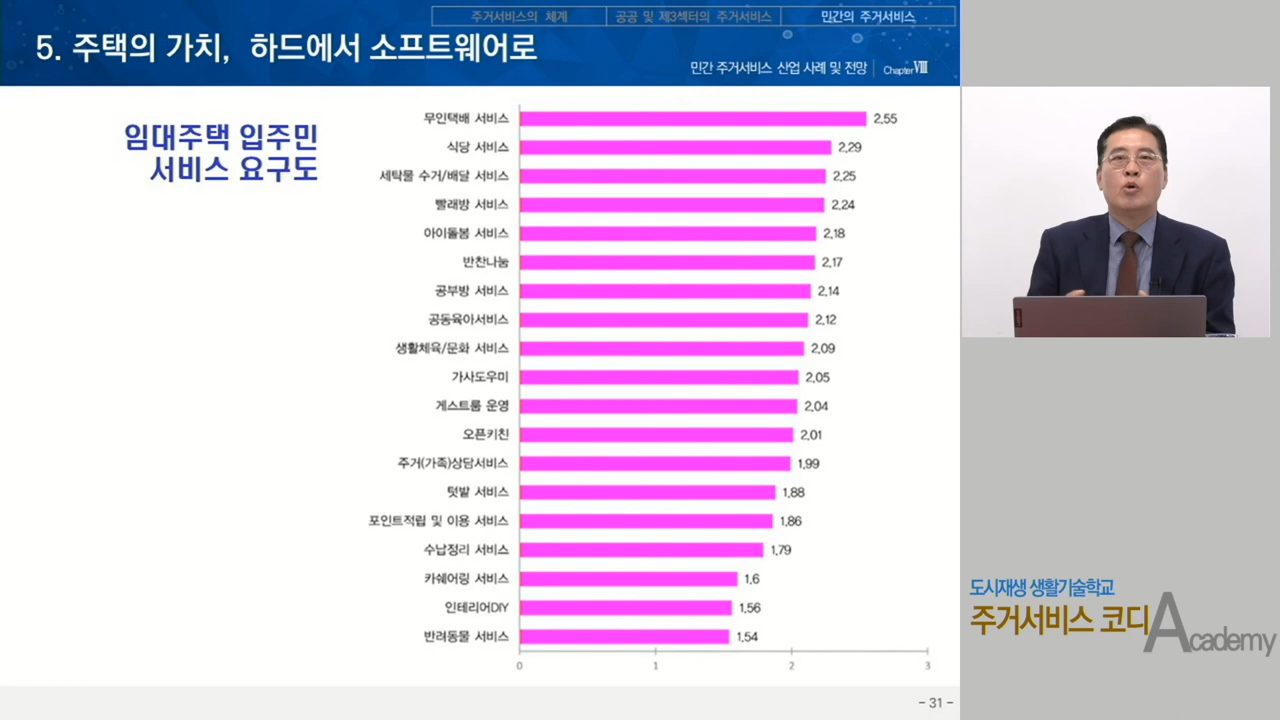 주거서비스의 체계
공공 및 제3섹터의 주거서비스
민간의 주거서비스
5. 주택의 가치, 하드에서 소프트웨어로
민간 주거서비스 산업 사례 및 전망
Chapter Ⅷ
임대주택 입주민
서비스 요구도
무인택배 서비스 2.55
식당 서비스 2.29
세탁물 수거/배달 서비스 2.25
빨래방 서비스 2.24
아이돌봄 서비스 2.18
반찬나눔 2.17
공부방 서비스 2.14
공동육아서비스 2.12
생활체육/문화 서비스 2.09
가사도우미 2.05
게스트룸 운영 2.04
오픈키친 2.01
주거(가족)상담서비스 1.99
텃밭 서비스 1.88
포인트적립 및 이용 서비스 1.86
수납정리 서비스 1.79
카쉐어링 서비스 1.6
인테리어DIY 1.56
반려동물 서비스 1.54
0 1 2 3
- 31 -
도시재생 생활기술학교
주거서비스 코디 Academy